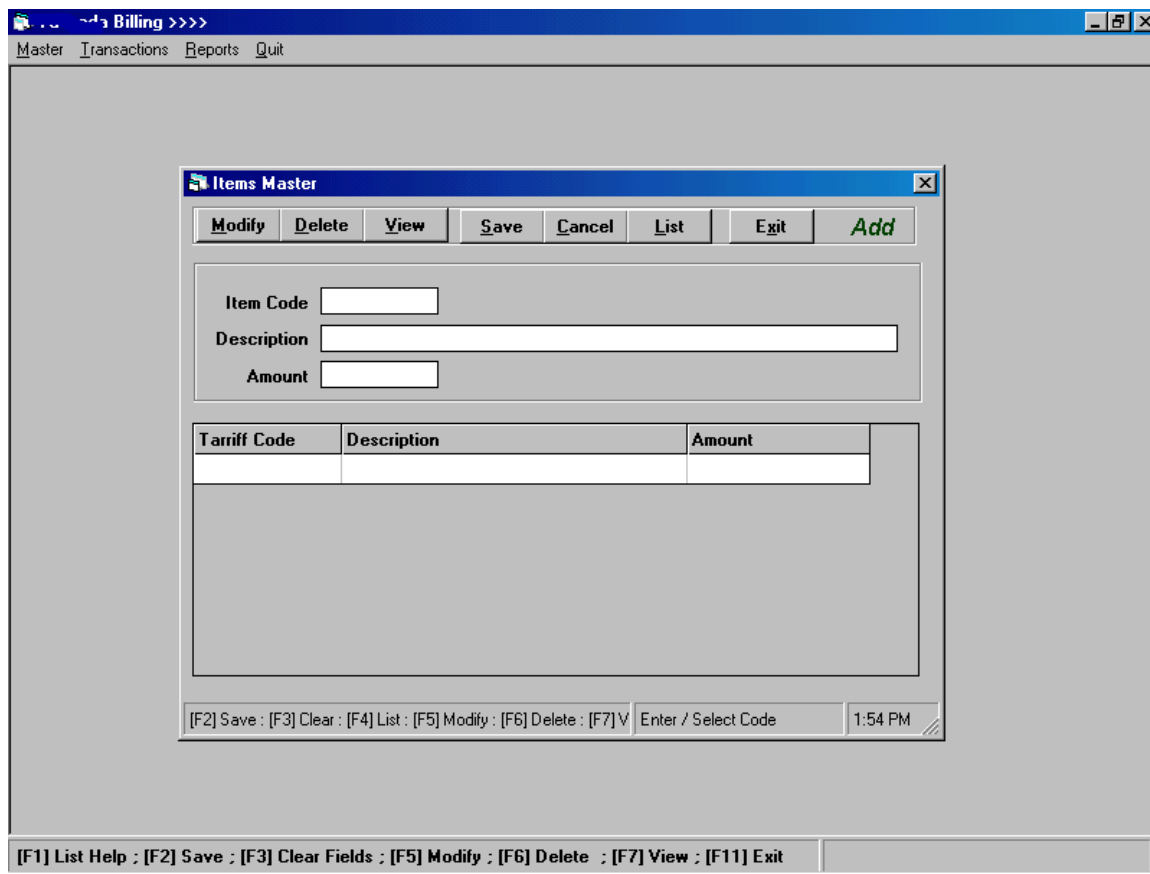 Billing >>>>
Master Transactions Reports Quit
Items Master
Modify Delete View Save Cancel List Exit Add
Item Code
Description
Amount
Tarriff Code Description Amount
[F2] Save : [F3] Clear : [F4] List : [F5] Modify : [F6] Delete : [F7] V Enter / Select Code 1:54 PM
[F1] List Help ; [F2] Save ; [F3] Clear Fields ; [F5] Modify ; [F6] Delete ; [F7] View ; [F11] Exit